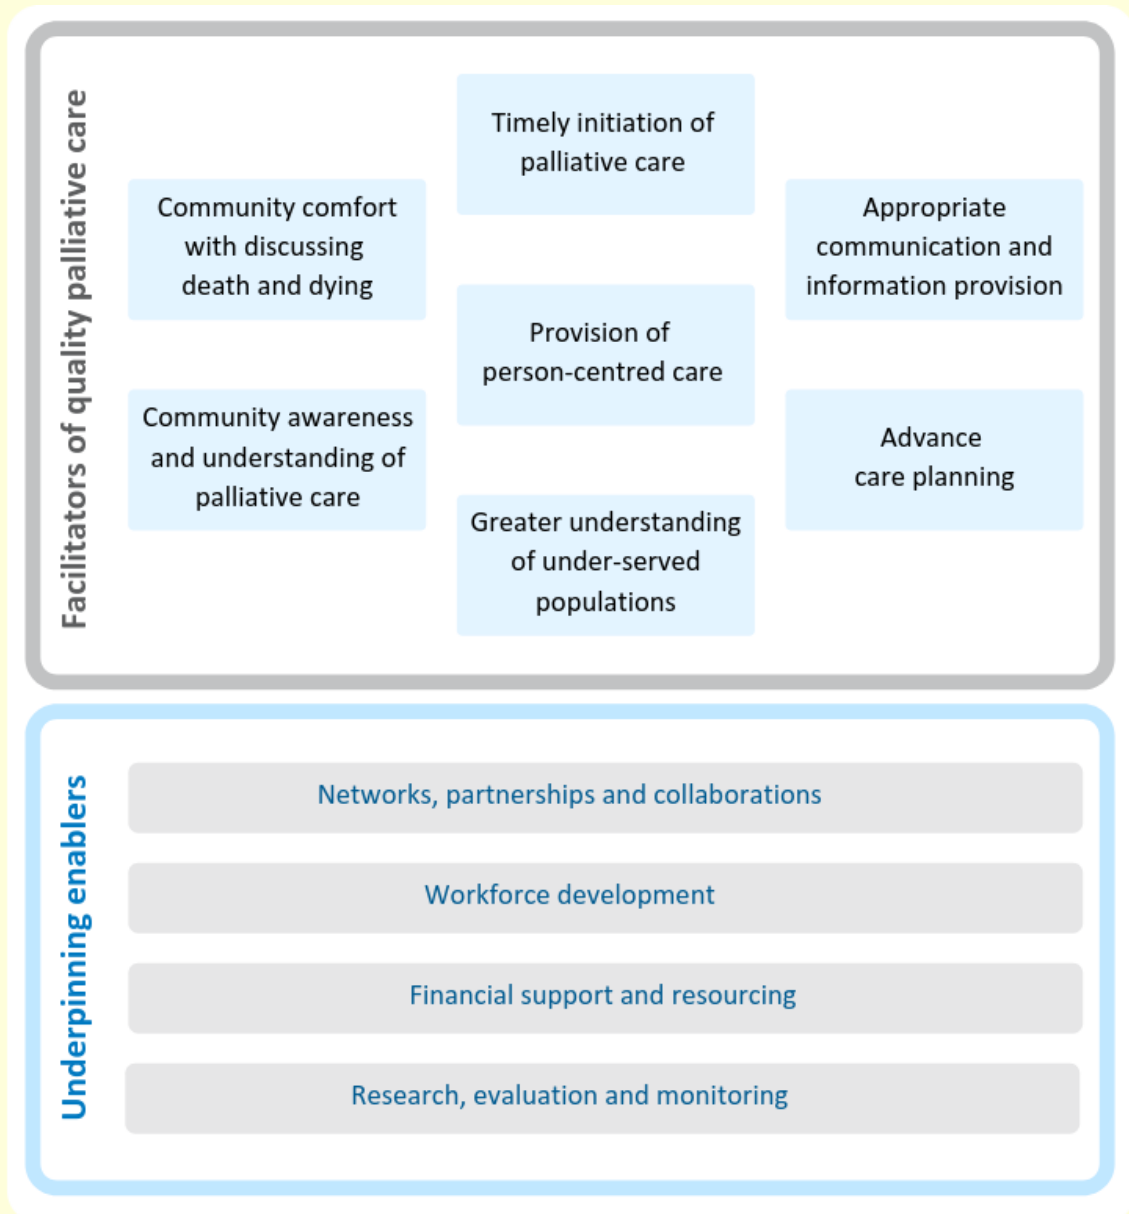 Facilitators of quality palliative care
Timely initiation of
palliative care
Community comfort
with discussing
death and dying
Appropriate
communication and
information provision
Provision of
person-centred care
Community awareness
and understanding of
palliative care
Advance
care planning
Greater understanding
of under-served
populations
Underpinning enablers
Networks, partnerships and collaborations
Workforce development
Financial support and resourcing
Research, evaluation and monitoring